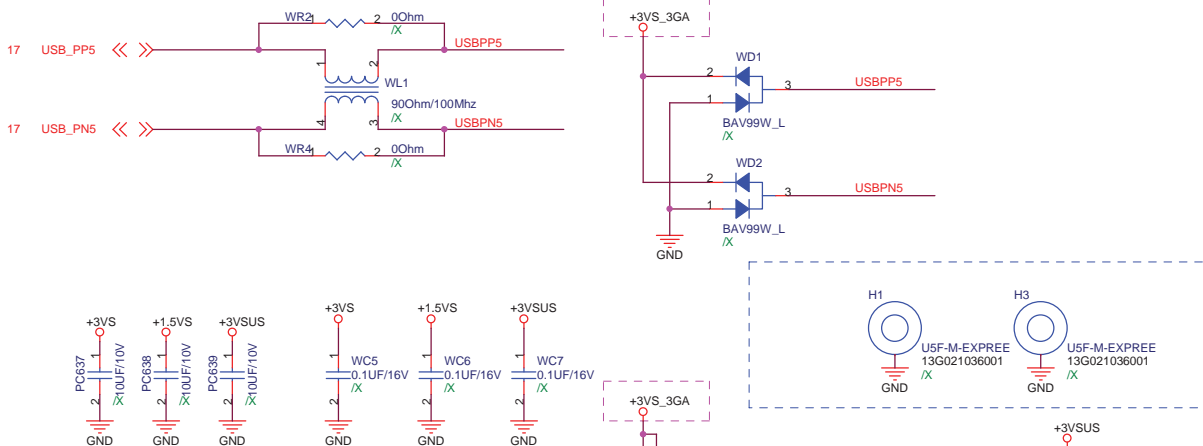 WR2 1 2 0Ohm
/X
17 USB_PP5 USBPP5
1 2
WL1
90Ohm/100Mhz
/X
4 3
17 USB_PN5 USBPN5
WR4 1 2 0Ohm
/X
+3VS_3GA
WD1
2
3 USBPP5
1
BAV99W_L
/X
WD2
2
3 USBPN5
1
BAV99W_L
/X
GND
H1 H3
U5F-M-EXPREE U5F-M-EXPREE
13G021036001 13G021036001
/X /X
GND GND
+3VS +1.5VS +3VSUS +3VS +1.5VS +3VSUS
1 1 1 1 1 1
PC637 10UF/10V PC638 10UF/10V PC639 10UF/10V WC5 WC6 WC7
0.1UF/16V 0.1UF/16V 0.1UF/16V
/X /X /X /X /X /X
2 2 2 2 2 2
GND GND GND GND GND GND
+3VS_3GA
+3VSUS